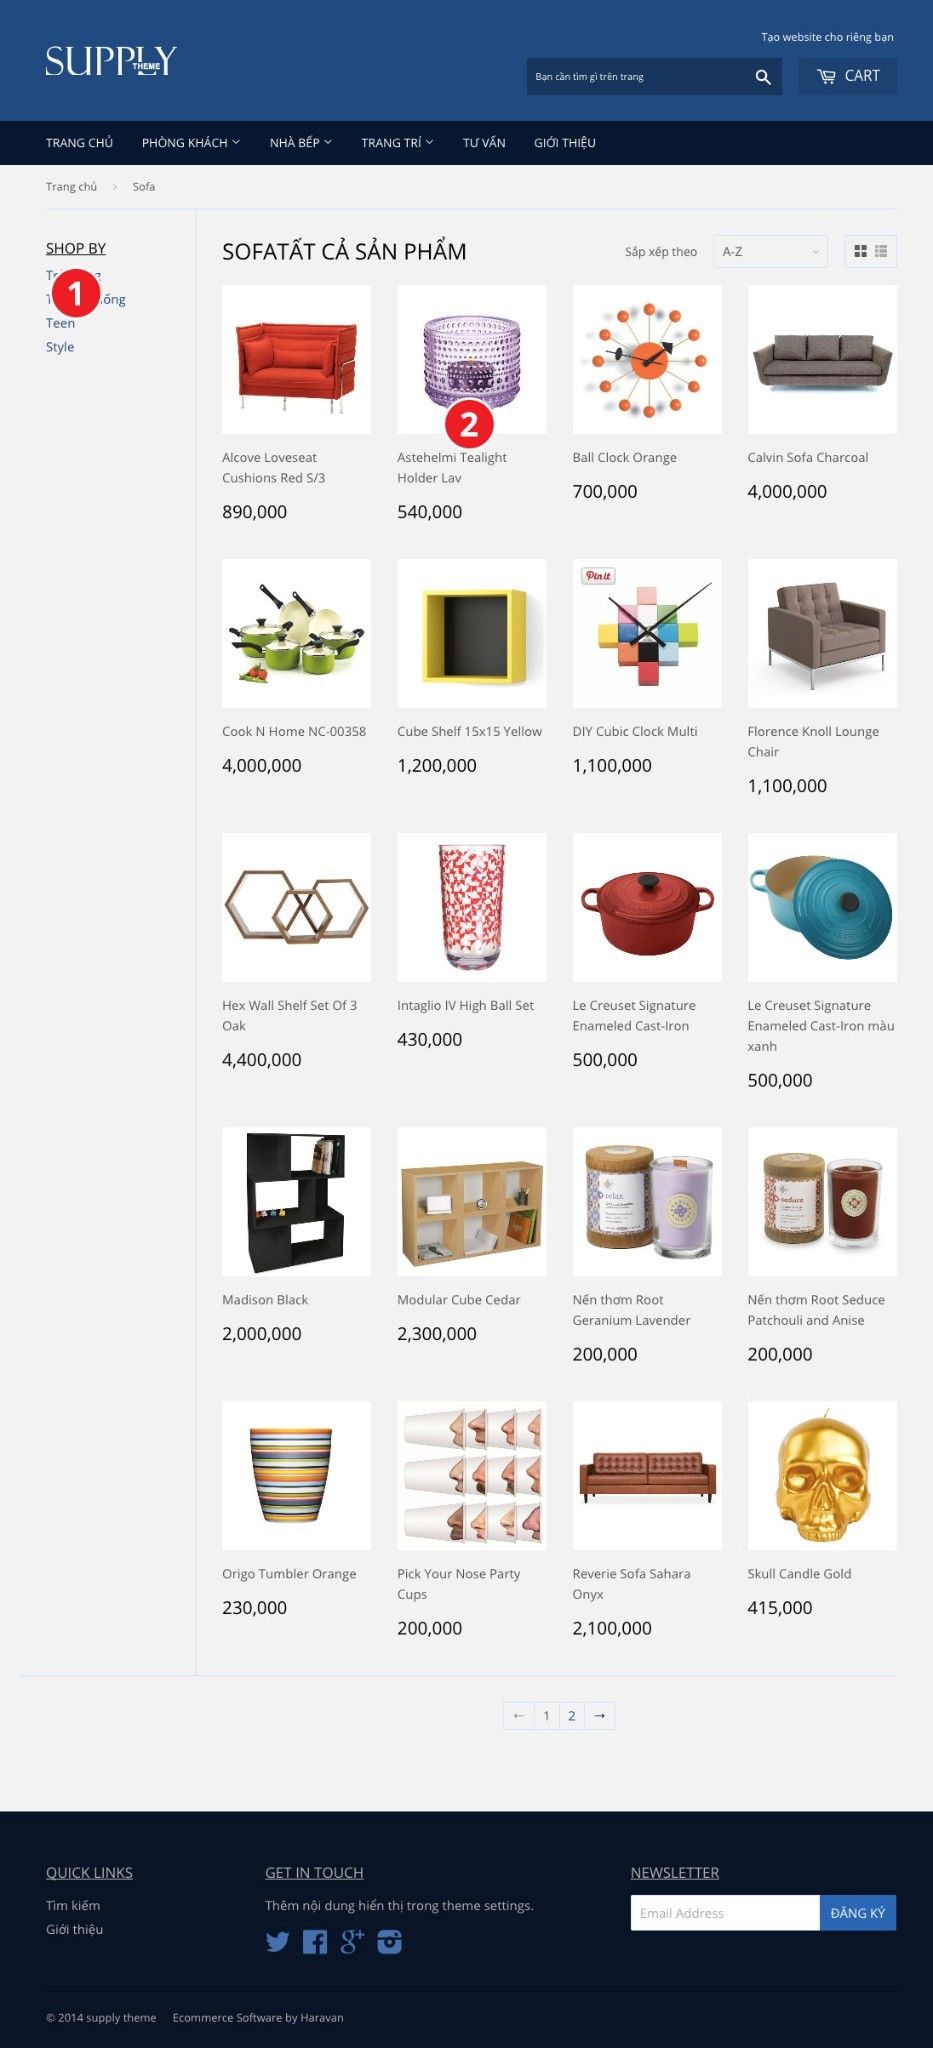 SUPPLY
THEME
Tạo website cho riêng bạn
Bạn cần tìm gì trên trang
CART
TRANG CHỦ PHÒNG KHÁCH NHÀ BẾP TRANG TRÍ TƯ VẤN GIỚI THIỆU
Trang chủ › Sofa
SHOP BY
1
Teen
Style
SOFATẤT CẢ SẢN PHẨM
Sắp xếp theo A-Z
2
Alcove Loveseat
Cushions Red S/3
890,000
Astehelmi Tealight
Holder Lav
540,000
Ball Clock Orange
700,000
Calvin Sofa Charcoal
4,000,000
Cook N Home NC-00358
4,000,000
Cube Shelf 15x15 Yellow
1,200,000
Pin it
DIY Cubic Clock Multi
1,100,000
Florence Knoll Lounge
Chair
1,100,000
Hex Wall Shelf Set Of 3
Oak
4,400,000
Intaglio IV High Ball Set
430,000
Le Creuset Signature
Enameled Cast-Iron
500,000
Le Creuset Signature
Enameled Cast-Iron màu
xanh
500,000
Madison Black
2,000,000
Modular Cube Cedar
2,300,000
relax
Nến thơm Root
Geranium Lavender
200,000
seduce
Nến thơm Root Seduce
Patchouli and Anise
200,000
Origo Tumbler Orange
230,000
Pick Your Nose Party
Cups
200,000
Reverie Sofa Sahara
Onyx
2,100,000
Skull Candle Gold
415,000
← 1 2 →
QUICK LINKS
Tìm kiếm
Giới thiệu
GET IN TOUCH
Thêm nội dung hiển thị trong theme settings.
NEWSLETTER
Email Address ĐĂNG KÝ
© 2014 supply theme Ecommerce Software by Haravan